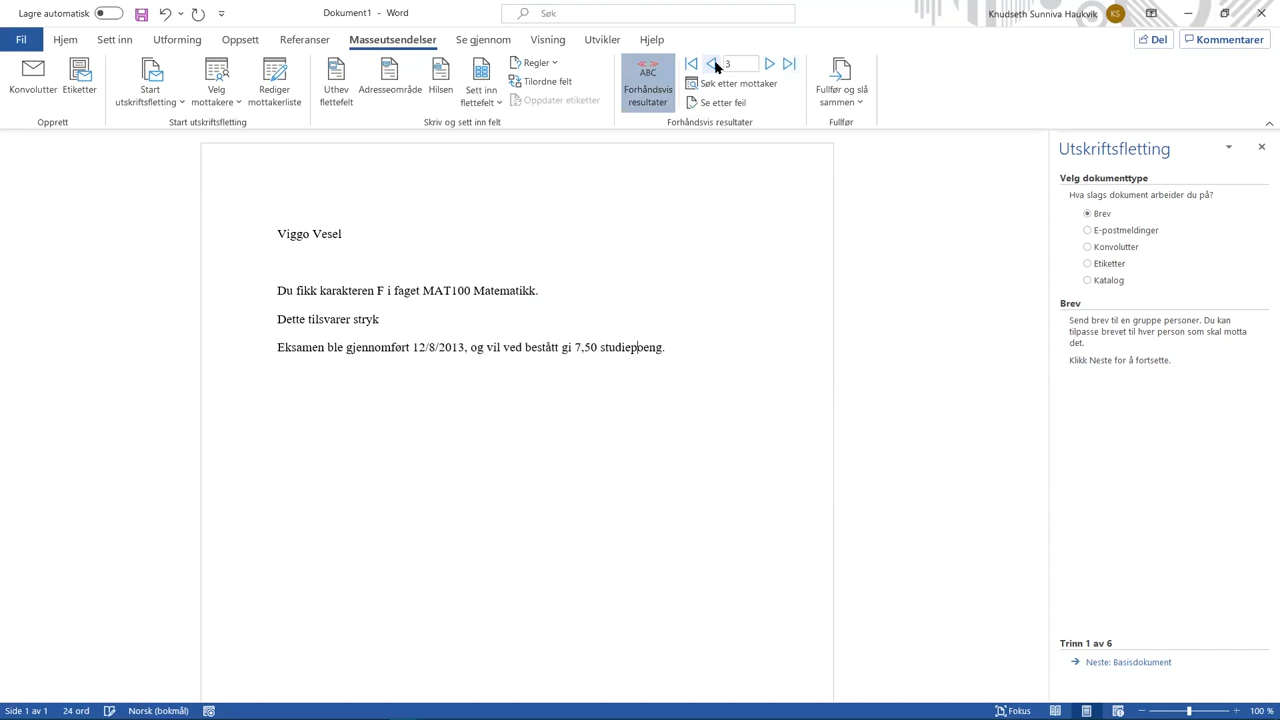 Lagre automatisk
Dokument1 - Word
Søk
Knudseth Sunniva Haukvik
KS
Fil
Hjem
Sett inn
Utforming
Oppsett
Referanser
Masseutsendelser
Se gjennom
Visning
Utvikler
Hjelp
Del
Kommentarer
Konvolutter
Etiketter
Opprett
Start
utskriftsfletting
Velg
mottakere
Rediger
mottakerliste
Start utskriftsfletting
Uthev
flettefelt
Adresseområde
Hilsen
Sett inn
flettefelt
Regler
Tilordne felt
Oppdater etiketter
Skriv og sett inn felt
ABC
Forhåndsvis
resultater
3
Søk etter mottaker
Se etter feil
Forhåndsvis resultater
Fullfør og slå
sammen
Fullfør
Viggo Vesel
Du fikk karakteren F i faget MAT100 Matematikk.
Dette tilsvarer stryk
Eksamen ble gjennomført 12/8/2013, og vil ved bestått gi 7,50 studieppoeng.
Utskriftsfletting
Velg dokumenttype
Hva slags dokument arbeider du på?
Brev
E-postmeldinger
Konvolutter
Etiketter
Katalog
Brev
Send brev til en gruppe personer. Du kan
tilpasse brevet til hver person som skal motta
det.
Klikk Neste for å fortsette.
Trinn 1 av 6
Neste: Basisdokument
Side 1 av 1
24 ord
Norsk (bokmål)
Fokus
100 %